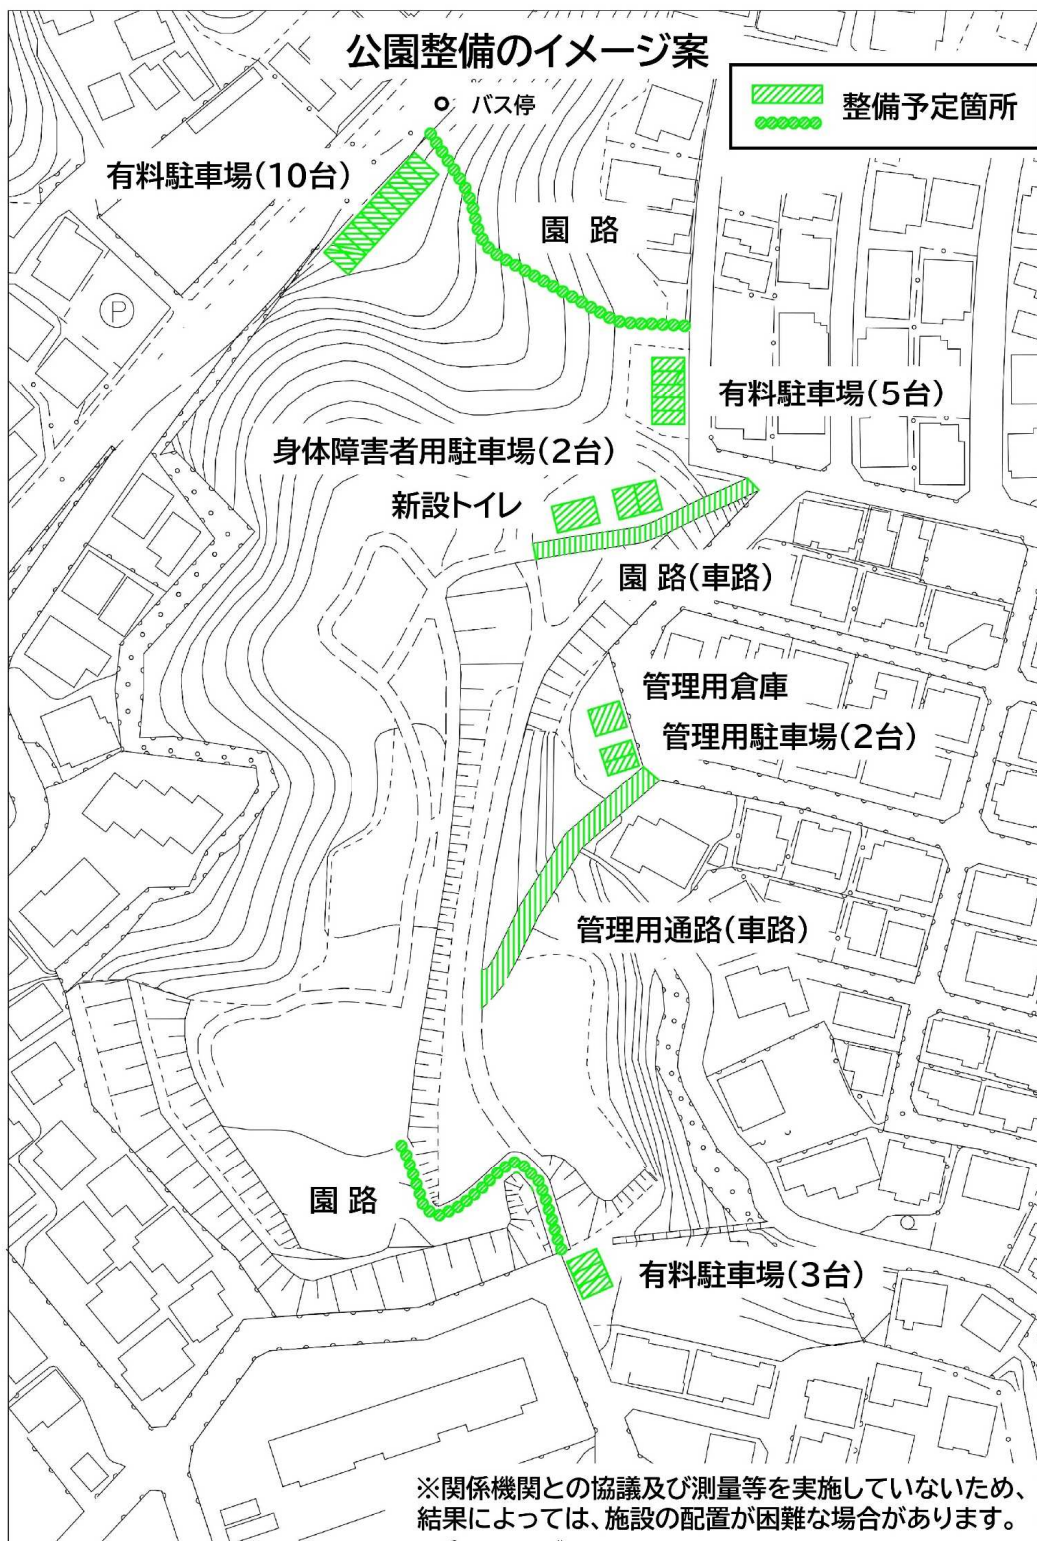 公園整備のイメージ案
バス停
整備予定箇所
有料駐車場(10台)
園 路
P
有料駐車場(5台)
身体障害者用駐車場(2台)
新設トイレ
園 路(車路)
管理用倉庫
管理用駐車場(2台)
管理用通路(車路)
園 路
有料駐車場(3台)
※関係機関との協議及び測量等を実施していないため、
結果によっては、施設の配置が困難な場合があります。